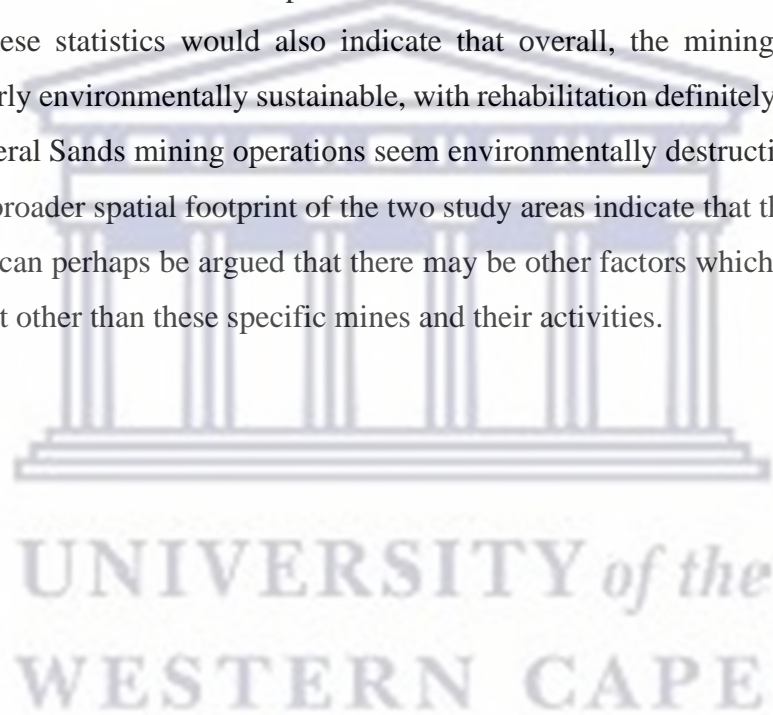 ese statistics would also indicate that overall, the mining
rly environmentally sustainable, with rehabilitation definitely
eral Sands mining operations seem environmentally destructi
broader spatial footprint of the two study areas indicate that th
can perhaps be argued that there may be other factors which
t other than these specific mines and their activities.
UNIVERSITY of the
WESTERN CAPE